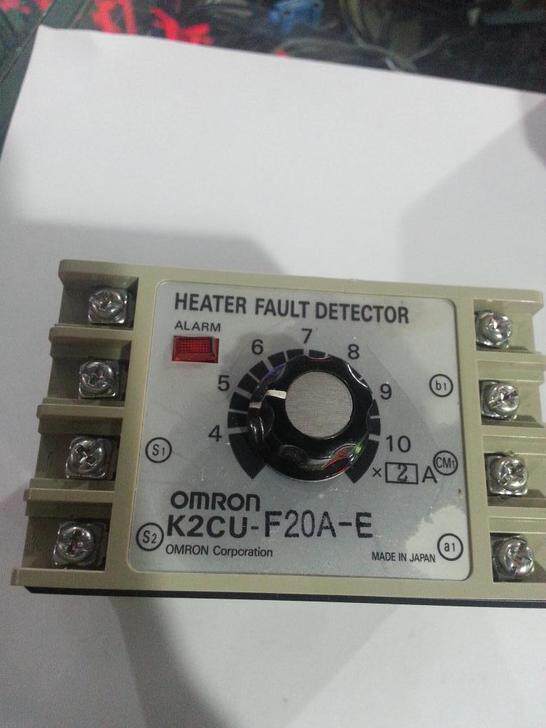 HEATER FAULT DETECTOR
ALARM
4 5 6 7 8 9 10
× 2 A
b1
S1
CM1
S2
a1
OMRON
K2CU-F20A-E
OMRON Corporation
MADE IN JAPAN